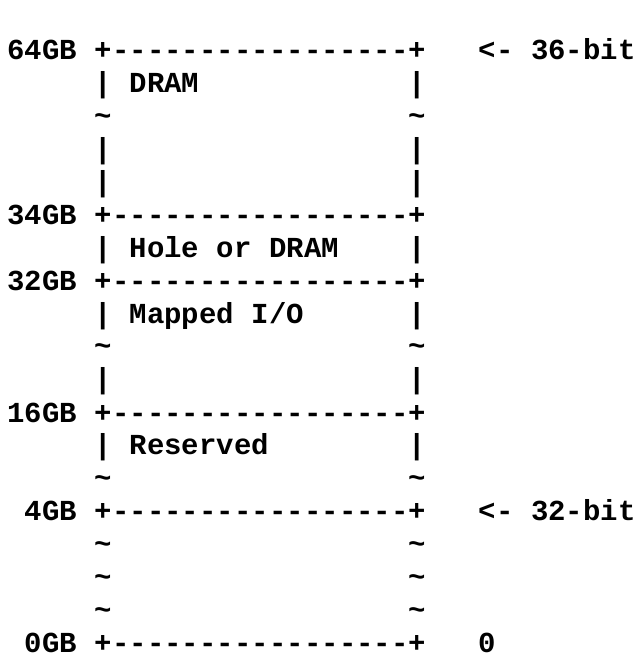 64GB +-----------------+   <- 36-bit
     | DRAM            |
     ~                 ~
     |                 |
     |                 |
34GB +-----------------+
     | Hole or DRAM    |
32GB +-----------------+
     | Mapped I/O      |
     ~                 ~
     |                 |
16GB +-----------------+
     | Reserved        |
     ~                 ~
 4GB +-----------------+   <- 32-bit
     ~                 ~
     ~                 ~
     ~                 ~
 0GB +-----------------+   0